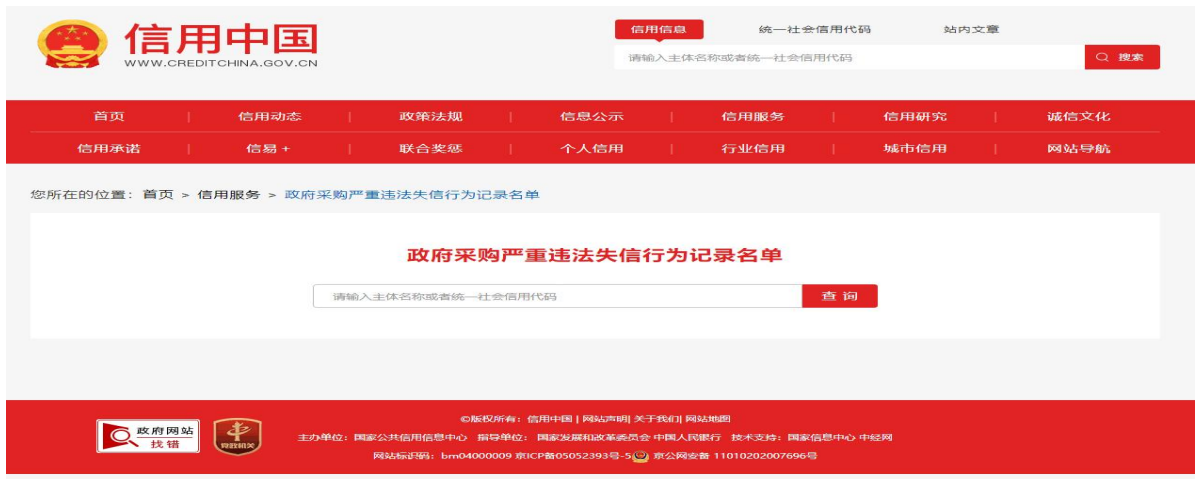 信用中国
WWW.CREDITCHINA.GOV.CN
信用信息 统一社会信用代码 站内文章
请输入主体名称或者统一社会信用代码 搜索
首页 | 信用动态 | 政策法规 | 信息公示 | 信用服务 | 信用研究 | 诚信文化
信用承诺 | 信易+ | 联合奖惩 | 个人信用 | 行业信用 | 城市信用 | 网站导航
您所在的位置：首页 > 信用服务 > 政府采购严重违法失信行为记录名单
政府采购严重违法失信行为记录名单
请输入主体名称或者统一社会信用代码 查询
©版权所有：信用中国 | 网站声明| 关于我们| 网站地图
政府网站
找错
党政机关
主办单位：国家公共信用信息中心 指导单位：国家发展和改革委员会 中国人民银行 技术支持：国家信息中心 中经网
网站标识码：bm04000009 京ICP备05052393号-5 京公网安备 11010202007696号